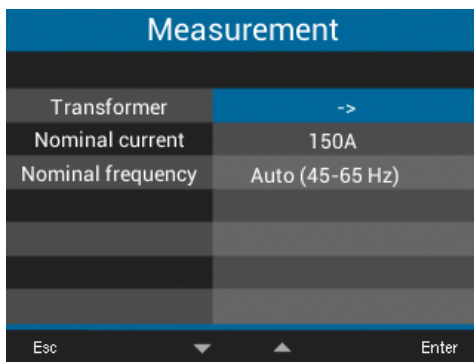 Measurement
Transformer ->
Nominal current 150A
Nominal frequency Auto (45-65 Hz)
Esc Enter